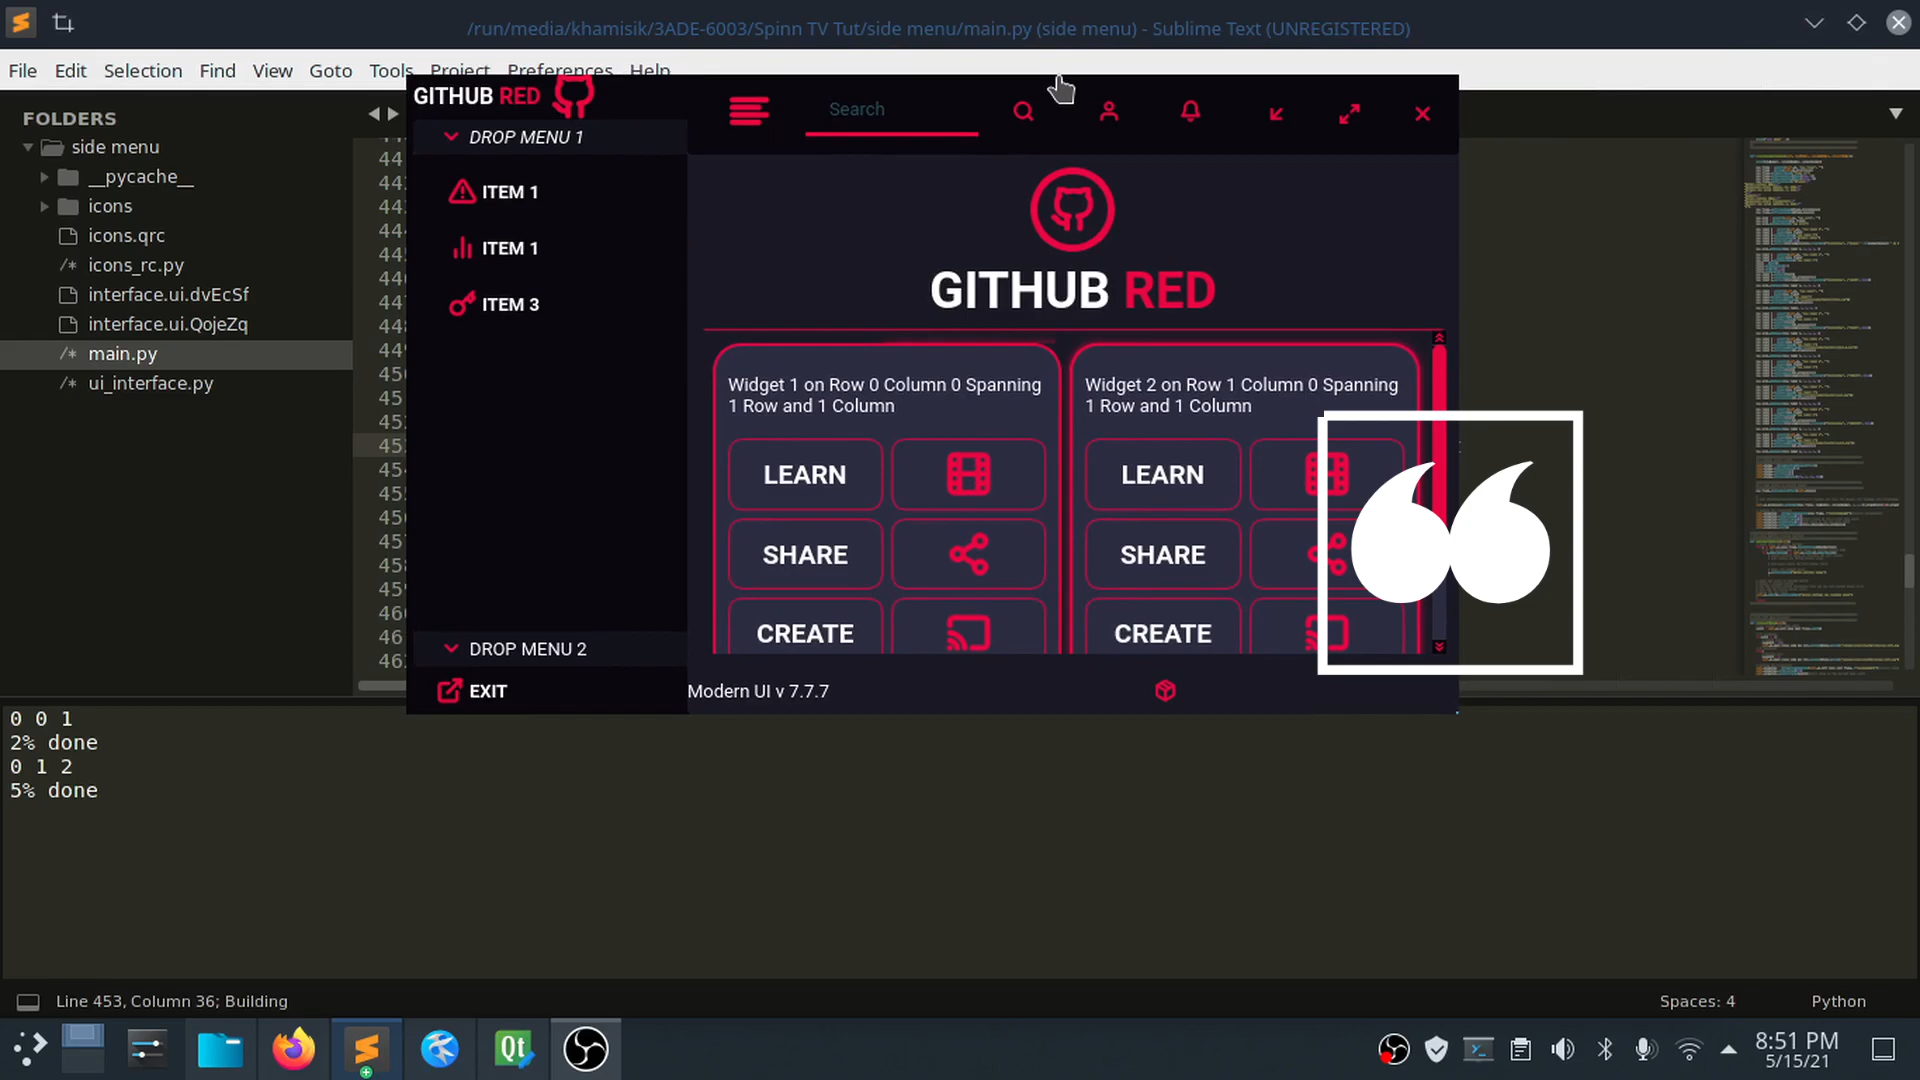 /run/media/khamisik/3ADE-6003/Spinn TV Tut/side menu/main.py (side menu) - Sublime Text (UNREGISTERED)
File Edit Selection Find View Goto Tools Project Preferences Help
GITHUB RED
Search
FOLDERS
side menu
__pycache__
icons
icons.qrc
icons_rc.py
interface.ui.dvEcSf
interface.ui.QojeZq
main.py
ui_interface.py
DROP MENU 1
ITEM 1
ITEM 1
ITEM 3
DROP MENU 2
EXIT
GITHUB RED
Widget 1 on Row 0 Column 0 Spanning
1 Row and 1 Column
LEARN
SHARE
CREATE
Widget 2 on Row 1 Column 0 Spanning
1 Row and 1 Column
LEARN
SHARE
CREATE
Modern UI v 7.7.7
0 0 1
2% done
0 1 2
5% done
Line 453, Column 36; Building
Spaces: 4
Python
Qt
8:51 PM
5/15/21